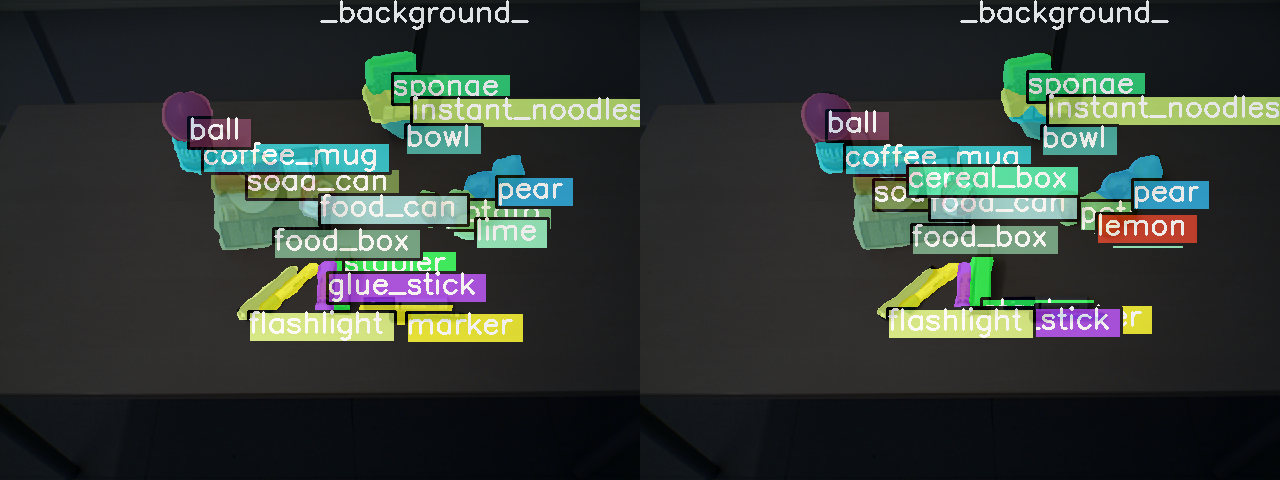 _background_
_background_
sponge
sponge
instant_noodles
instant_noodles
ball
ball
bowl
bowl
coffee_mug
coffee_mug
soda_can
cereal_box
pear
pear
food_can
food_can
lime
lemon
food_box
food_box
stapler
glue_stick
flashlight
marker
flashlight
stick